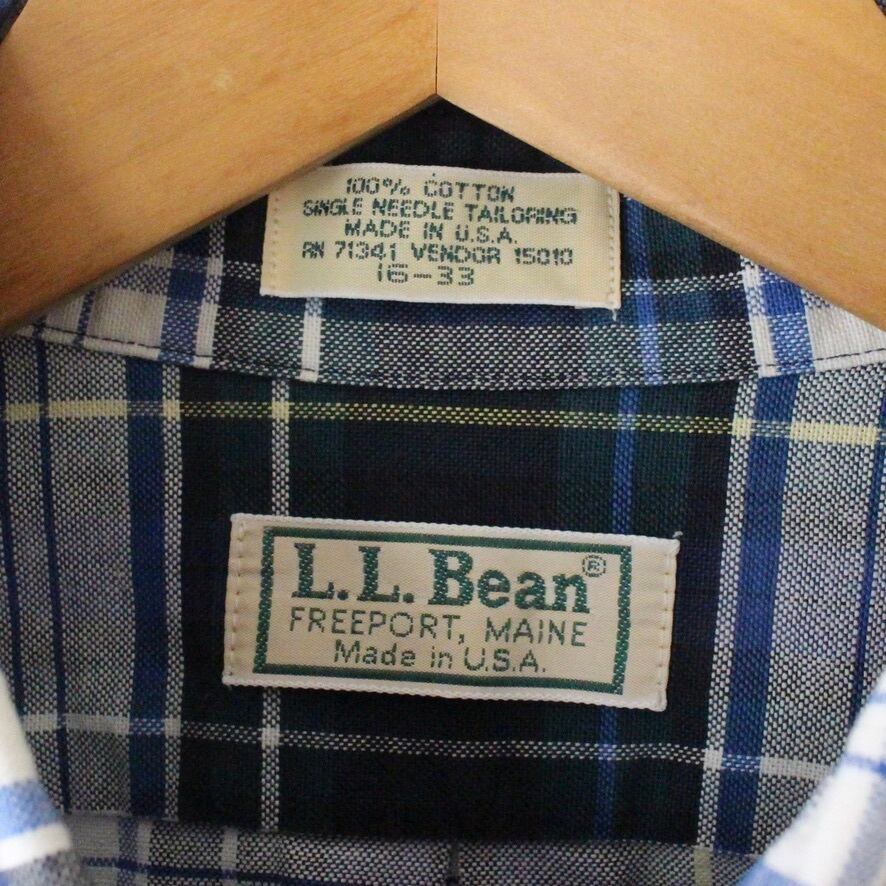 100% COTTON
SINGLE NEEDLE TAILORING
MADE IN U.S.A.
RN 71341 VENDOR 15010
16-33
L.L.Bean®
FREEPORT, MAINE
Made in U.S.A.